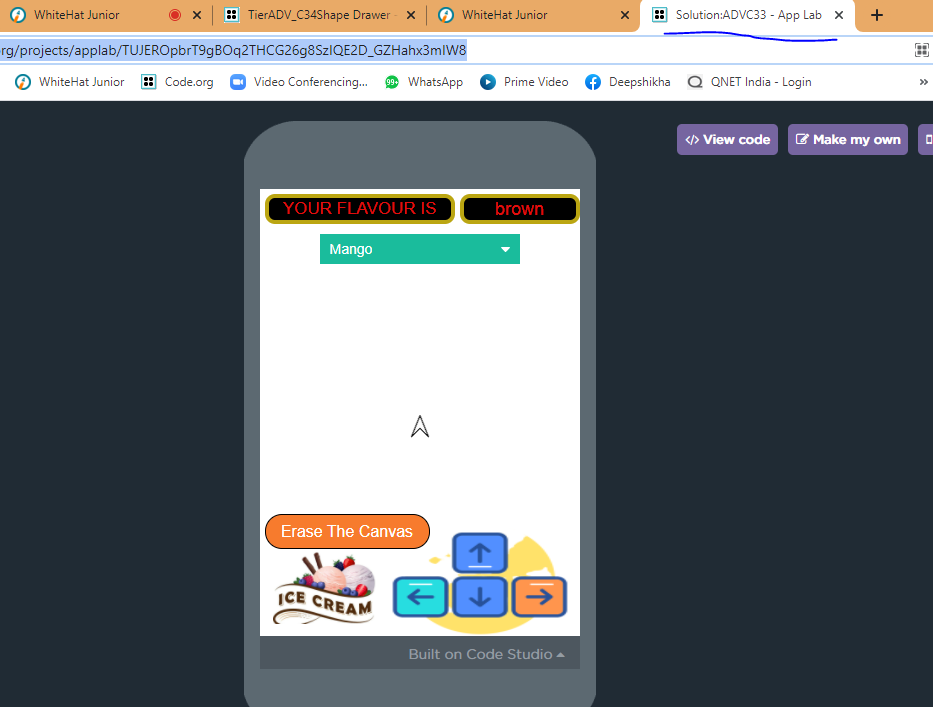 WhiteHat Junior
TierADV_C34Shape Drawer -
WhiteHat Junior
Solution:ADVC33 - App Lab
rg/projects/applab/TUJEROpbrT9gBOq2THCG26g8SzIQE2D_GZHahx3mIW8
WhiteHat Junior
Code.org
Video Conferencing...
99+
WhatsApp
Prime Video
Deepshikha
QNET India - Login
»
</> View code
Make my own
YOUR FLAVOUR IS
brown
Mango
Erase The Canvas
ICE CREAM
Built on Code Studio